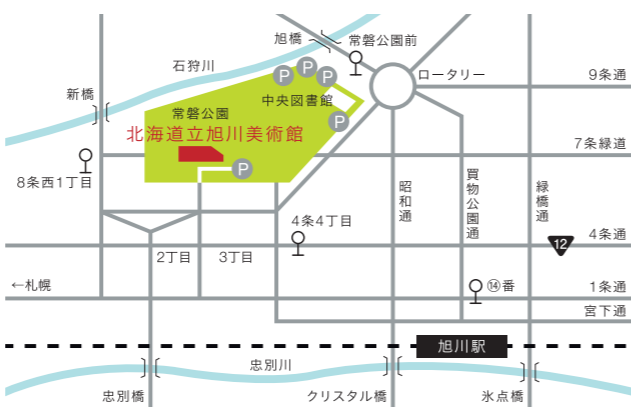 旭橋
常磐公園前
石狩川
P
P
P
ロータリー
9条通
新橋
中央図書館
常磐公園
P
北海道立旭川美術館
7条緑道
P
8条西1丁目
昭和通
買物公園通
緑橋通
4条4丁目
4条通
12
2丁目
3丁目
←札幌
⑭番
1条通
宮下通
旭川駅
忠別川
忠別橋
クリスタル橋
氷点橋